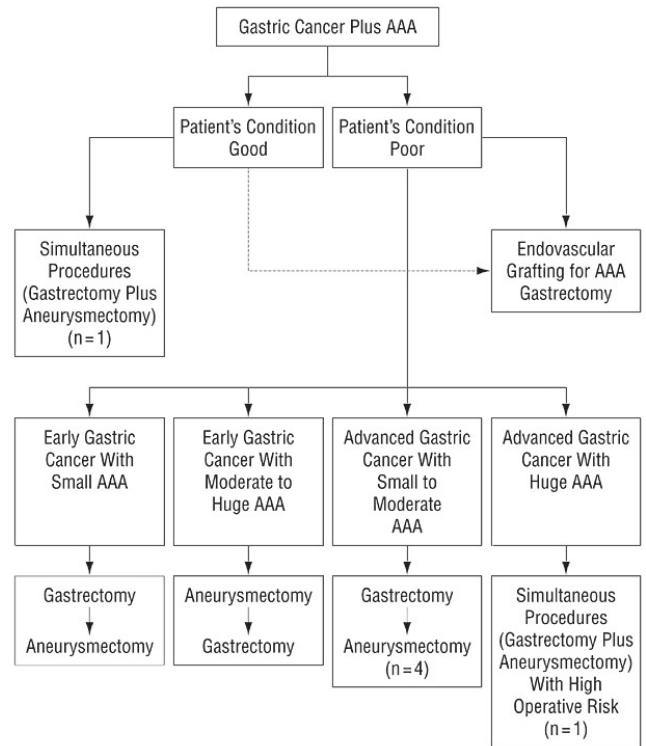 Gastric Cancer Plus AAA
Patient's Condition
Good
Patient's Condition
Poor
Simultaneous
Procedures
(Gastrectomy Plus
Aneurysmectomy)
(n=1)
Endovascular
Grafting for AAA
Gastrectomy
Early Gastric
Cancer With
Small AAA
Early Gastric
Cancer With
Moderate to
Huge AAA
Advanced Gastric
Cancer With
Small to
Moderate
AAA
Advanced Gastric
Cancer With
Huge AAA
Gastrectomy
Aneurysmectomy
Aneurysmectomy
Gastrectomy
Gastrectomy
Aneurysmectomy
(n=4)
Simultaneous
Procedures
(Gastrectomy Plus
Aneurysmectomy)
With High
Operative Risk
(n=1)